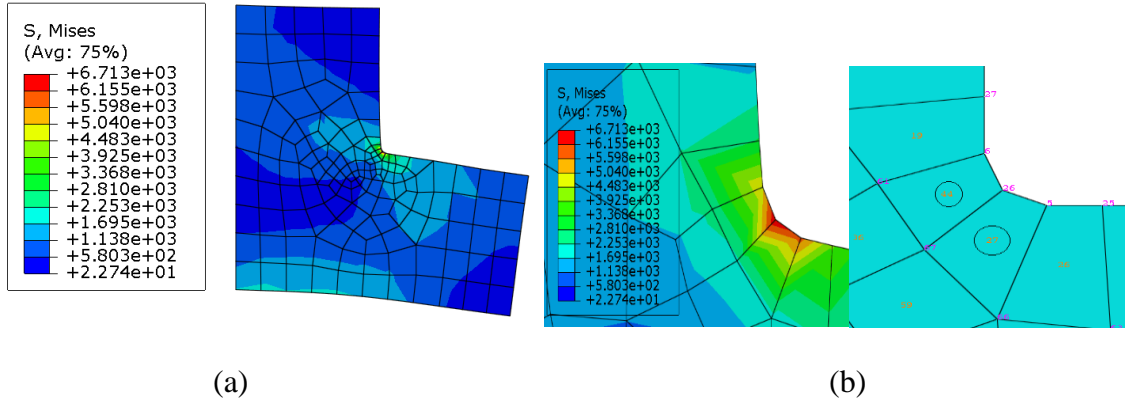 S, Mises
(Avg: 75%)
+6.713e+03
+6.155e+03
+5.598e+03
+5.040e+03
+4.483e+03
+3.925e+03
+3.368e+03
+2.810e+03
+2.253e+03
+1.695e+03
+1.138e+03
+5.803e+02
+2.274e+01
S, Mises
(Avg: 75%)
+6.713e+03
+6.155e+03
+5.598e+03
+5.040e+03
+4.483e+03
+3.925e+03
+3.368e+03
+2.810e+03
+2.253e+03
+1.695e+03
+1.138e+03
+5.803e+02
+2.274e+01
27
6
26
5
25
(a)
(b)